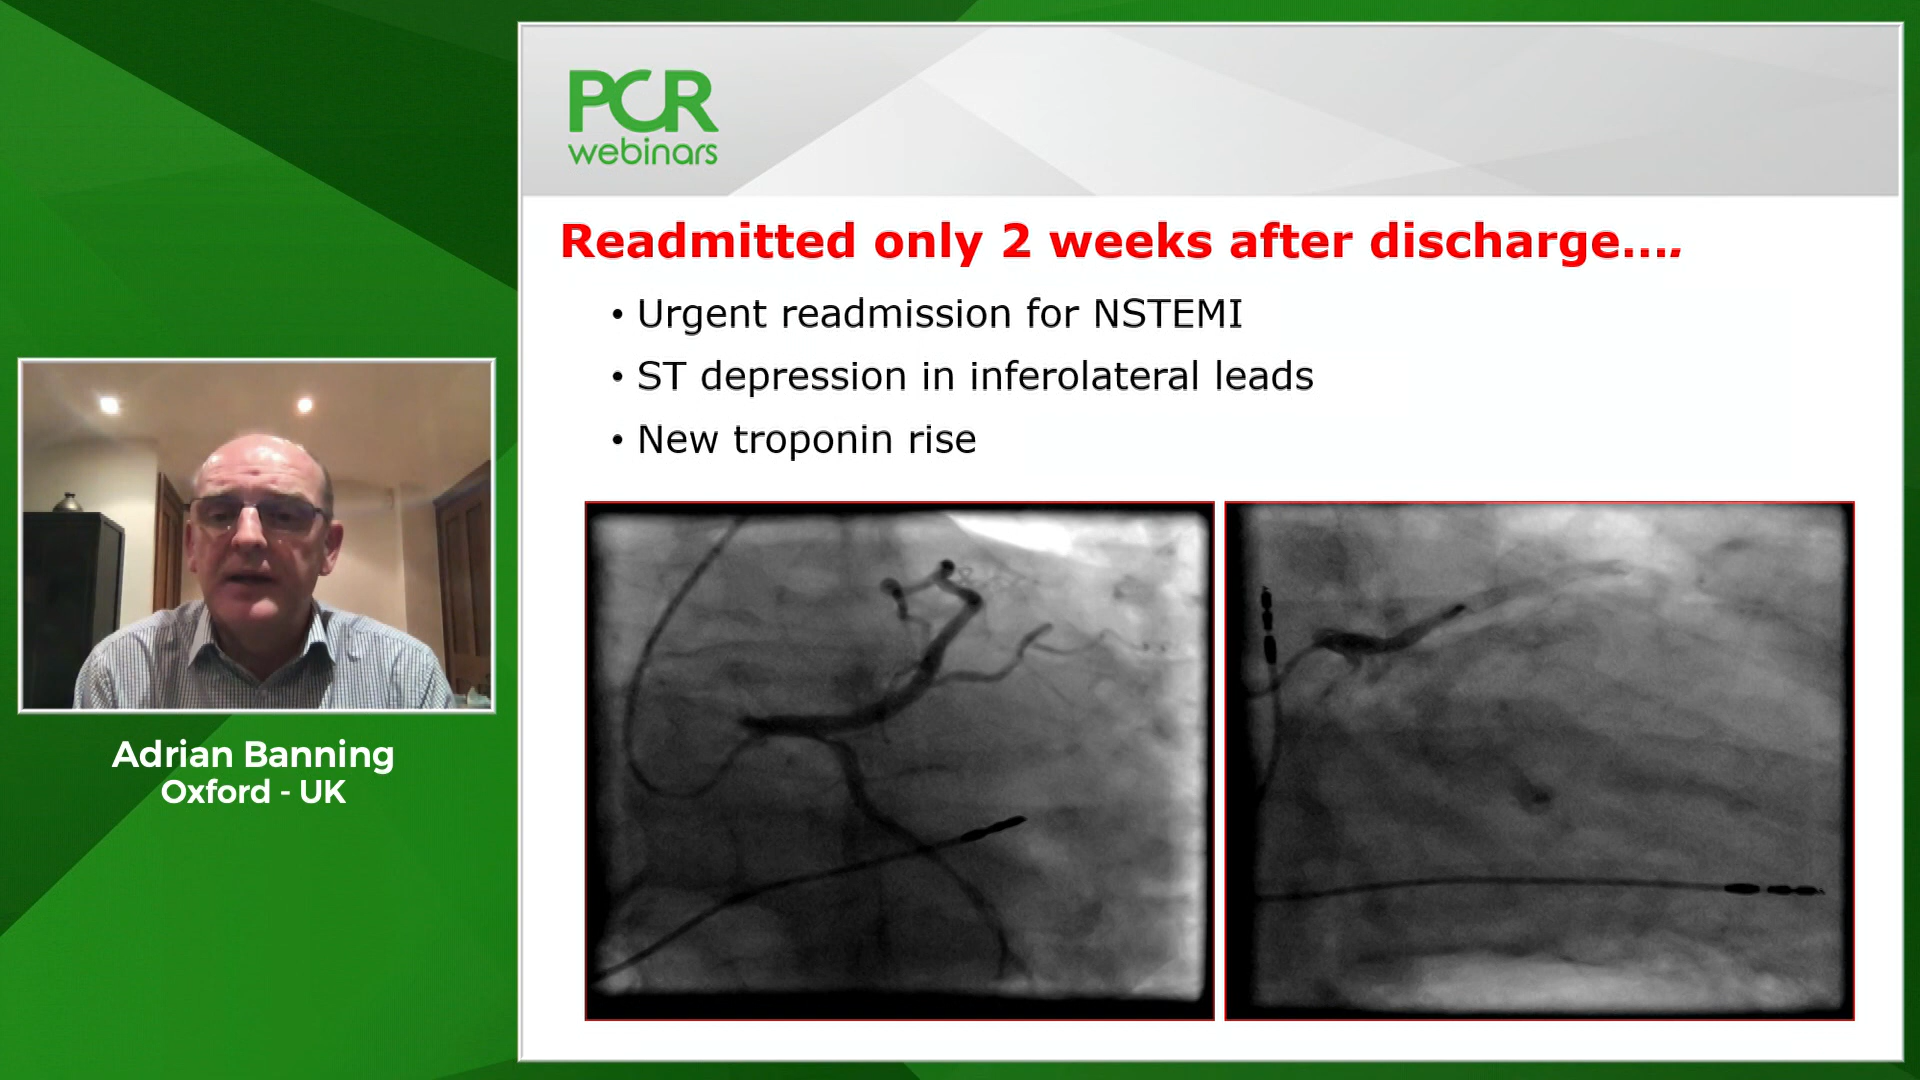 PCR
webinars
Readmitted only 2 weeks after discharge....
• Urgent readmission for NSTEMI
• ST depression in inferolateral leads
• New troponin rise
Adrian Banning
Oxford - UK